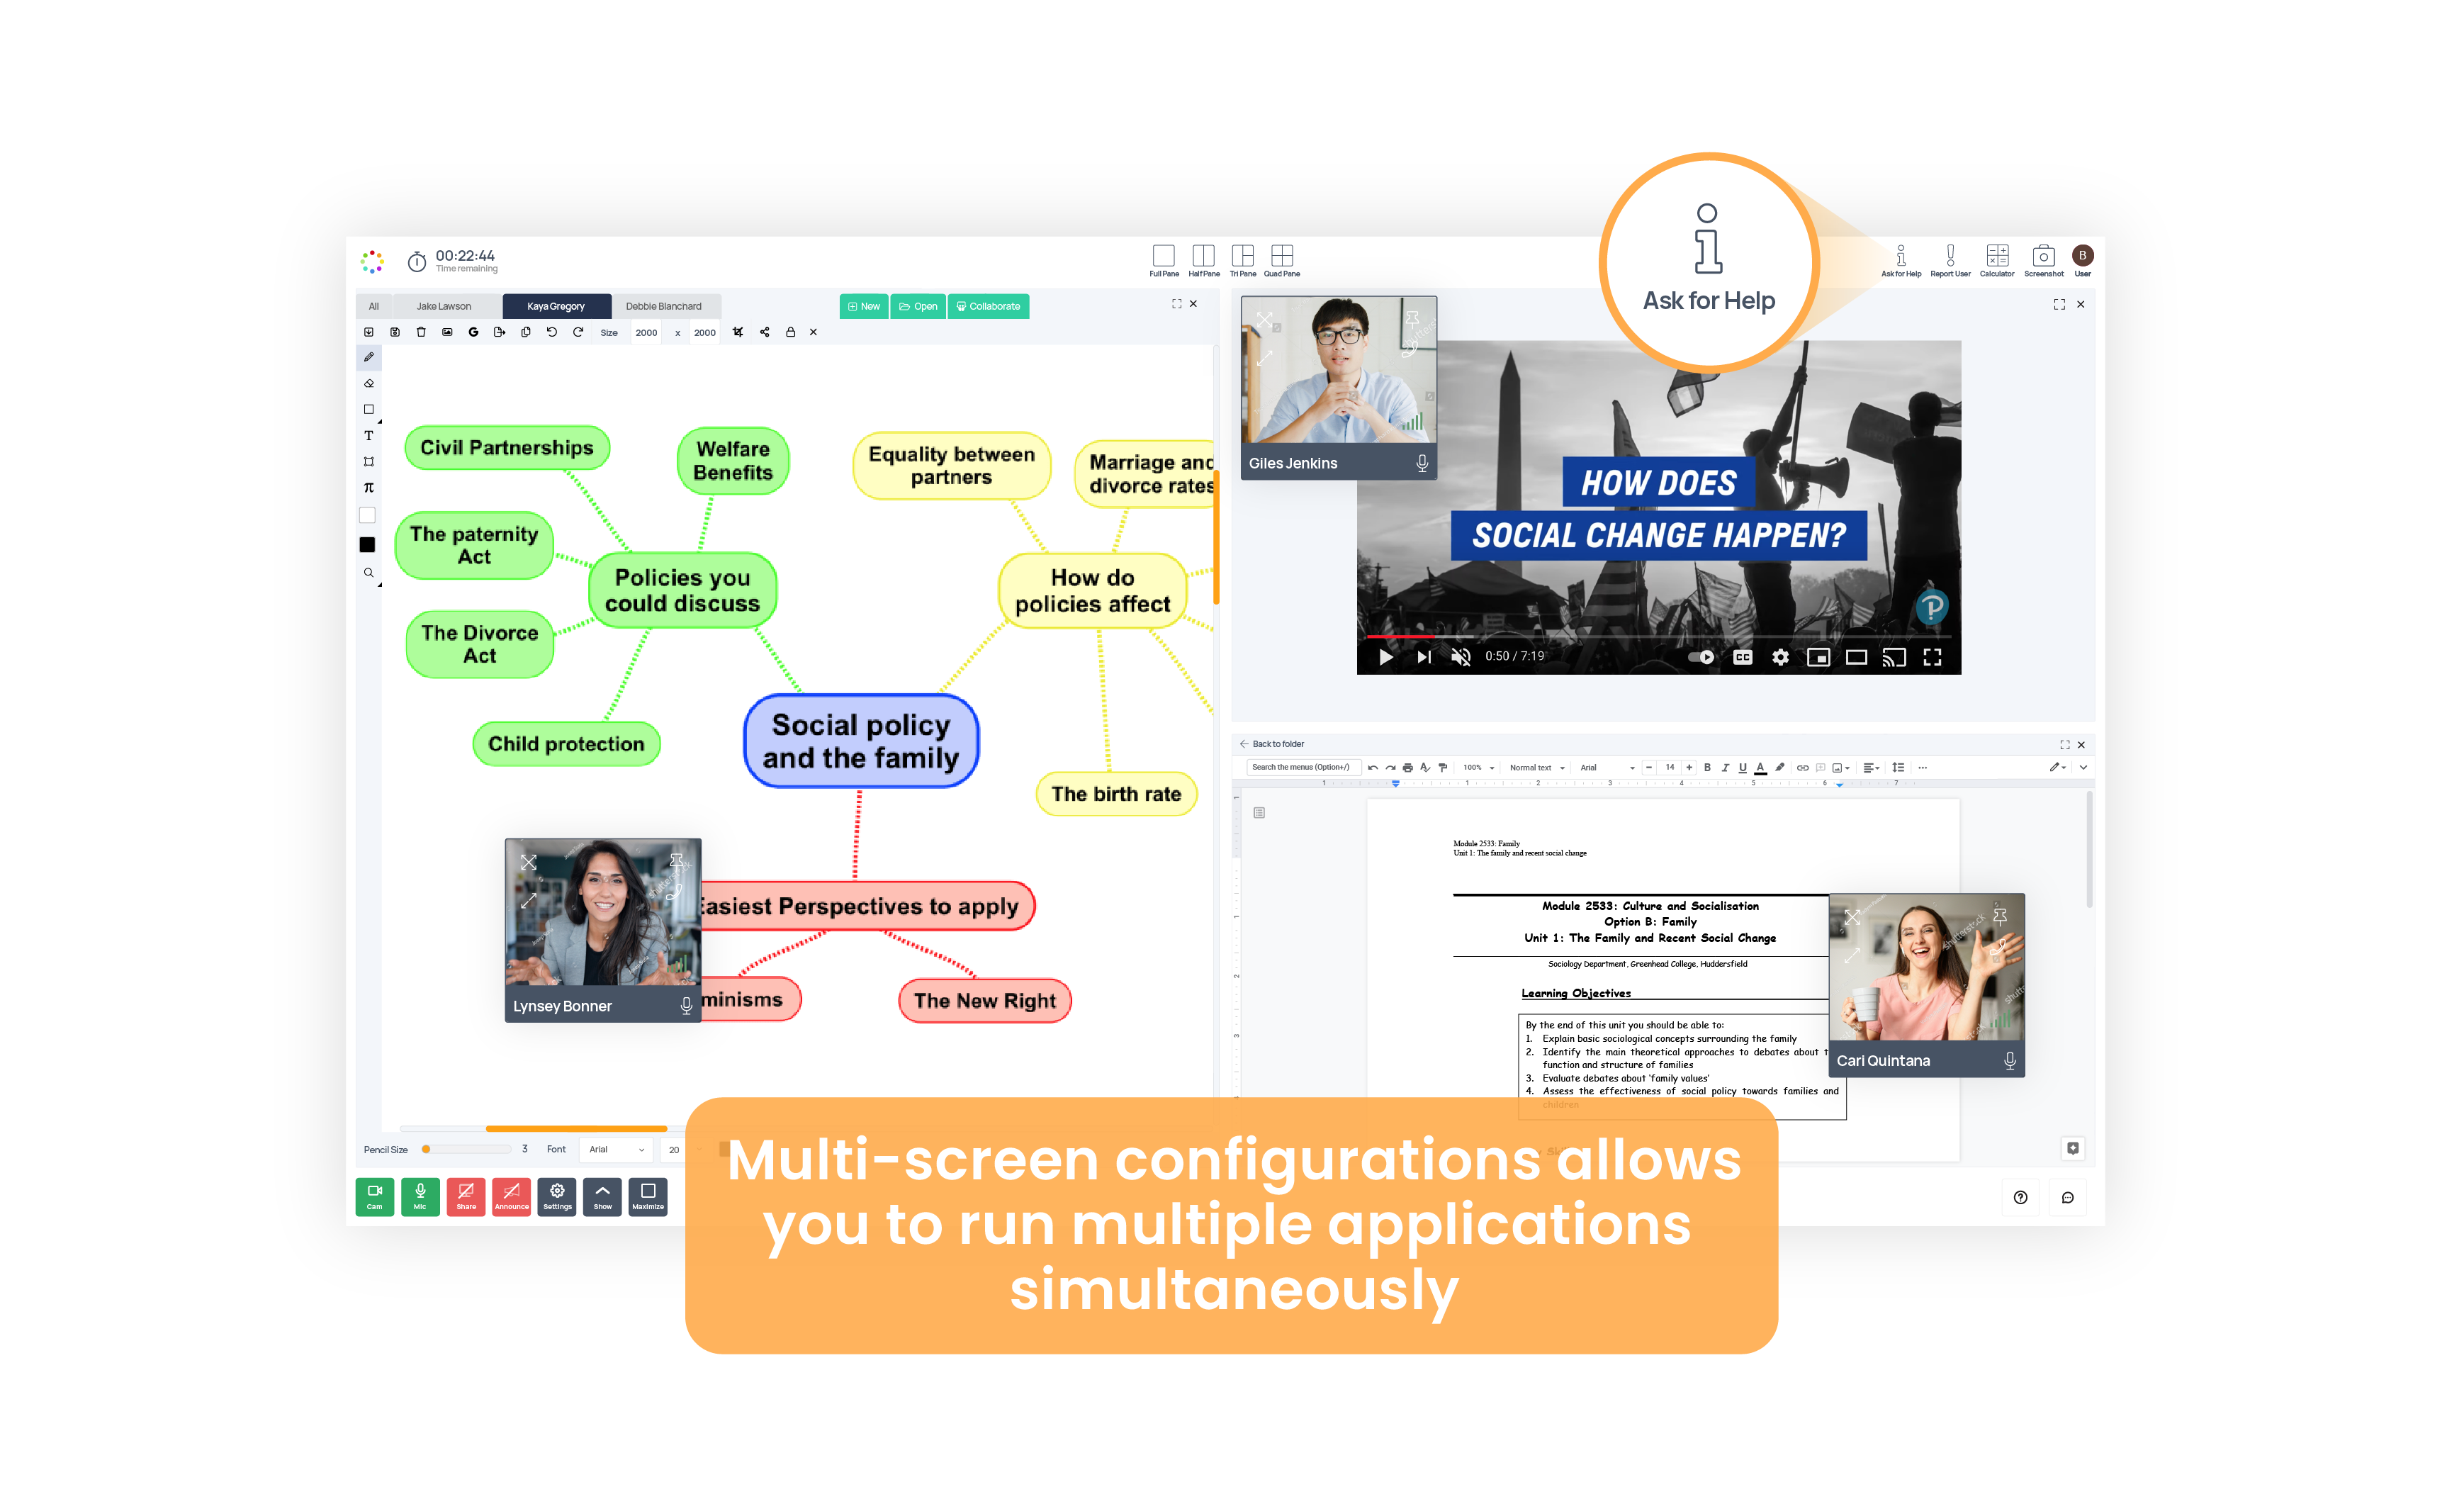 00:22:44
Time remaining
Full Pane
Half Pane
Tri Pane
Quad Pane
Ask for Help
Ask for Help
Report User
Calculator
Screenshot
B
User
All
Jake Lawson
Kaya Gregory
Debbie Blanchard
New
Open
Collaborate
Size
2000
x
2000
T
π
Civil Partnerships
Welfare
Benefits
Equality between
partners
Marriage and
divorce rates
The paternity
Act
Policies you
could discuss
How do
policies affect
The Divorce
Act
Child protection
Social policy
and the family
The birth rate
Easiest Perspectives to apply
minisms
The New Right
Lynsey Bonner
Pencil Size
3
Font
Arial
20
Cam
Mic
Share
Announce
Settings
Show
Maximize
Giles Jenkins
HOW DOES
SOCIAL CHANGE HAPPEN?
P
0:50 / 7:19
CC
Back to folder
Search the menus (Option+/)
100%
Normal text
Arial
14
B
I
U
A
1 1 2 3 4 5 6 7
Module 2533: Family
Unit 1: The family and recent social change
Module 2533: Culture and Socialisation
Option B: Family
Unit 1: The Family and Recent Social Change
Sociology Department, Greenhead College, Huddersfield
Learning Objectives
By the end of this unit you should be able to:
1. Explain basic sociological concepts surrounding the family
2. Identify the main theoretical approaches to debates about
function and structure of families
3. Evaluate debates about 'family values'
4. Assess the effectiveness of social policy towards families and
children
Cari Quintana
Multi-screen configurations allows
you to run multiple applications
simultaneously